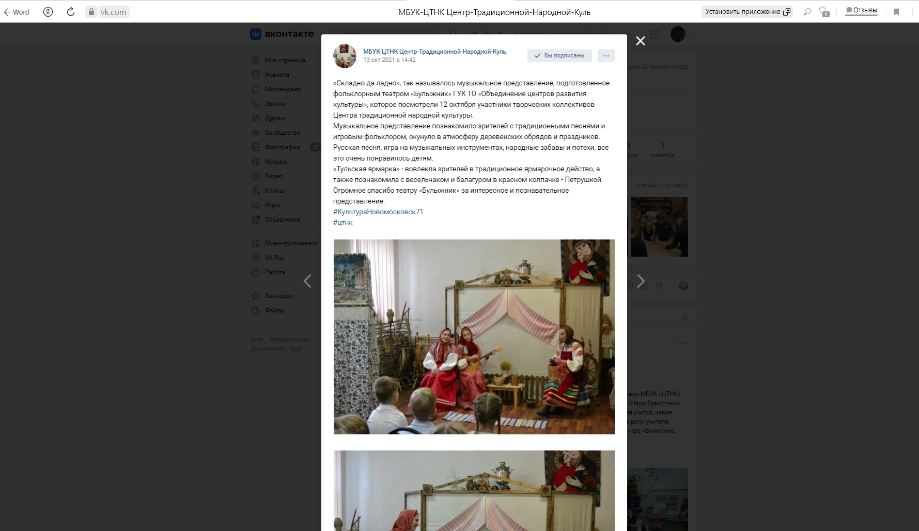 Word
vk.com
МБУК-ЦТНК Центр-Традиционной-Народной-Куль
Установить приложение
Отзывы
вконтакте
Моя страница
Новости
Мессенджер
Звонки
Друзья
Сообщества
Фотографии
Музыка
Видео
Клипы
Игры
Объявления
Мини-приложения
VK Pay
Работа
Закладки
Файлы
МБУК-ЦТНК Центр-Традиционной-Народной-Куль
13 окт 2021 в 14:42
Вы подписаны
«Складно да ладно», так называлось музыкальное представление, подготовленное
фольклорным театром «Булыжник» ГУК ТО «Объединение центров развития
культуры», которое посмотрели 12 октября участники творческих коллективов
Центра традиционной народной культуры.
Музыкальное представление познакомило зрителей с традиционными песнями и
игровым фольклором, окунуло в атмосферу деревенских обрядов и праздников.
Русская песня, игра на музыкальных инструментах, народные забавы и потехи, все
это очень понравилось детям.
«Тульская ярмарка» - вовлекла зрителей в традиционное ярмарочное действо, а
также познакомила с весельчаком и балагуром в красном колпачке - Петрушкой.
Огромное спасибо театру «Булыжник» за интересное и познавательное
представление.
#КультураНовомосковск71
#цтнк